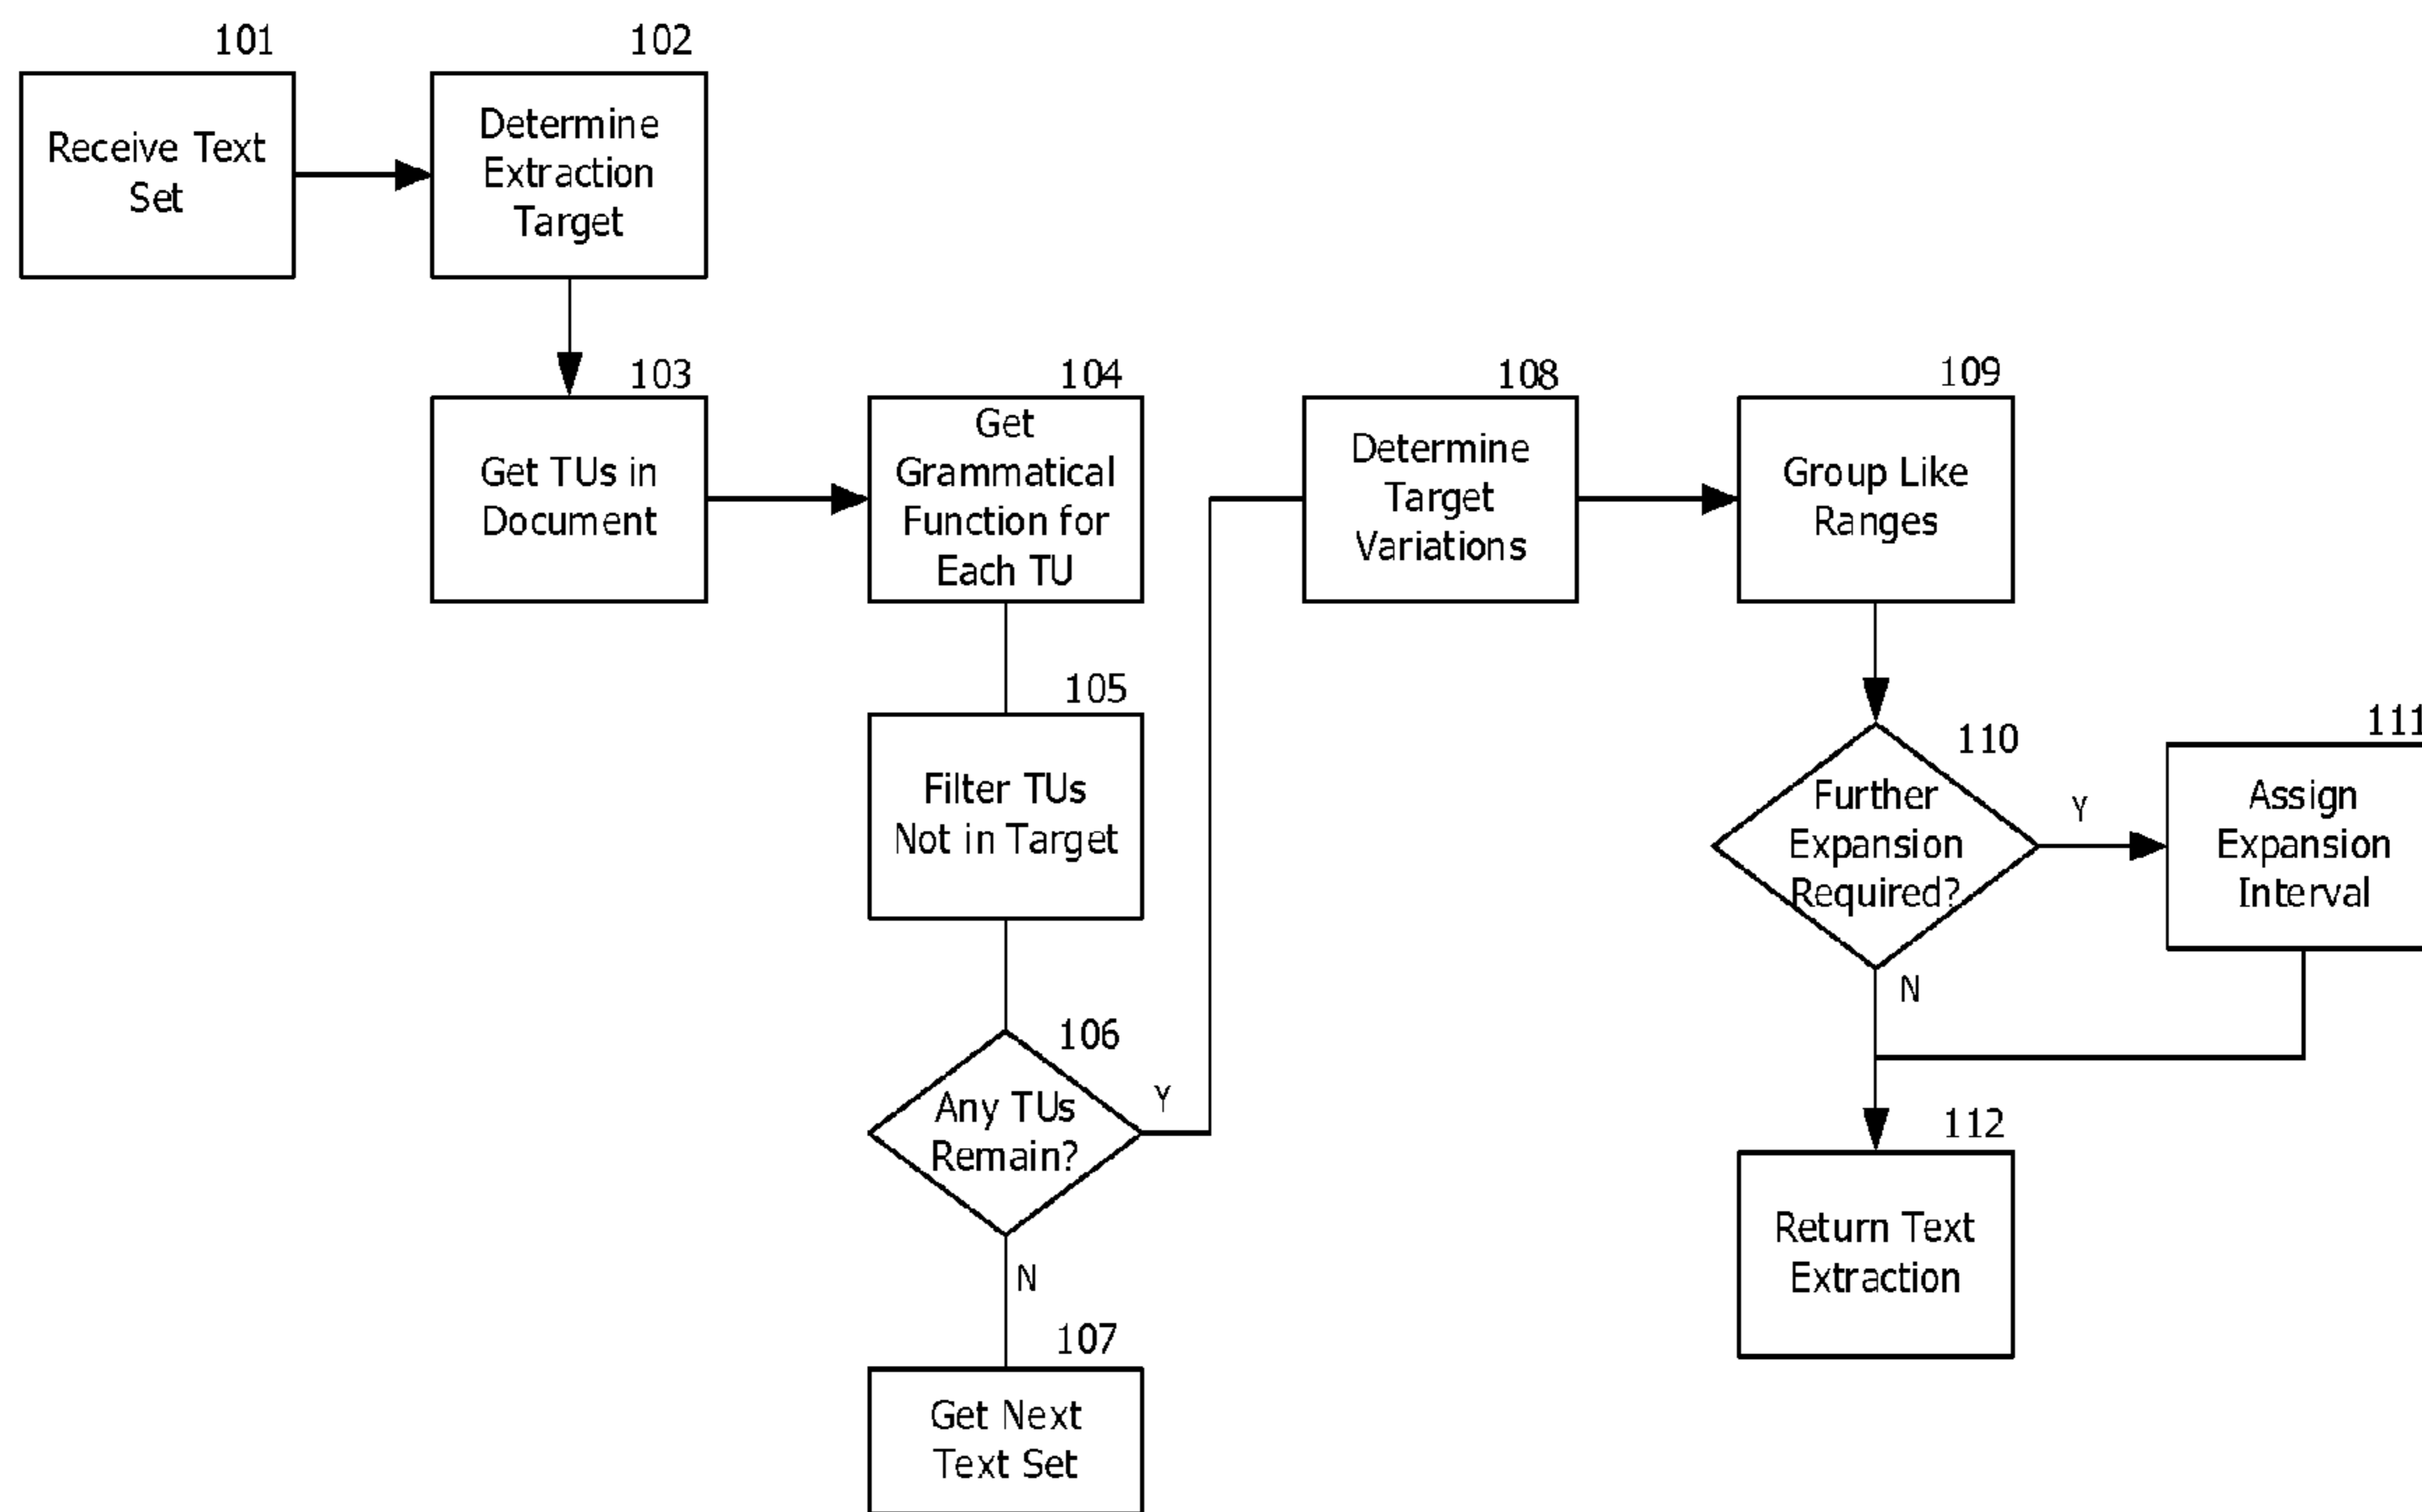 101
Receive Text
Set
102
Determine
Extraction
Target
103
Get TUs in
Document
104
Get
Grammatical
Function for
Each TU
105
Filter TUs
Not in Target
106
Any TUs
Remain?
Y
N
107
Get Next
Text Set
108
Determine
Target
Variations
109
Group Like
Ranges
110
Further
Expansion
Required?
Y
N
111
Assign
Expansion
Interval
112
Return Text
Extraction